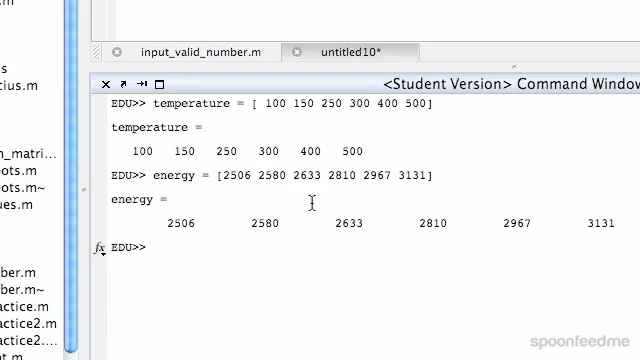 input_valid_number.m untitled10*
s
cius.m
<Student Version> Command Window
EDU>> temperature = [ 100 150 250 300 400 500]
temperature =
100 150 250 300 400 500
n_matri...
ots.m
ots.m~
ues.m
EDU>> energy = [2506 2580 2633 2810 2967 3131]
energy =
2506 2580 2633 2810 2967 3131
fx EDU>>
ber.m
ber.m~
actice.m
actice2.m
actice2....
nt.m
spoonfeedme